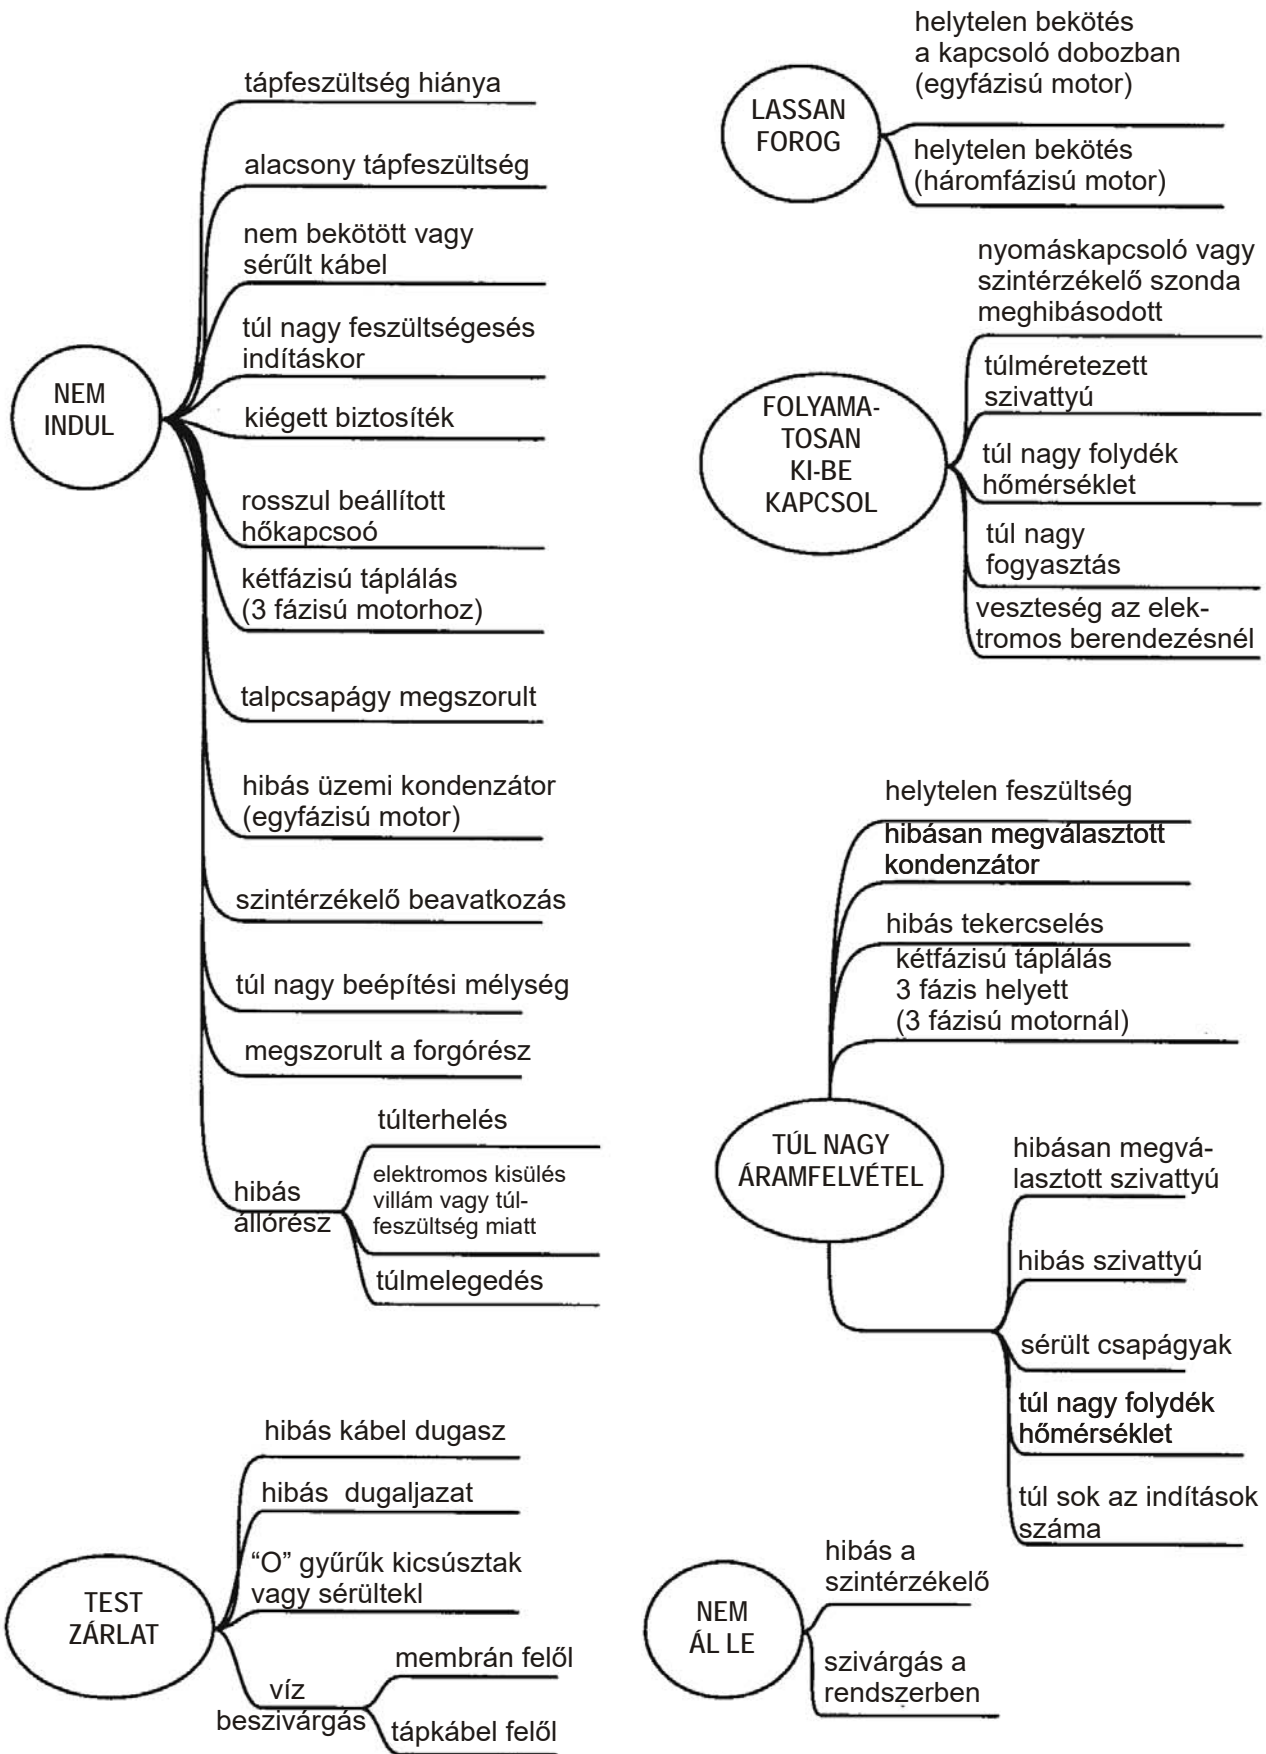 NEM
INDUL
tápfeszültség hiánya
alacsony tápfeszültség
nem bekötött vagy
sérűlt kábel
túl nagy feszültségesés
indításkor
kiégett biztosíték
rosszul beállított
hőkapcsoó
kétfázisú táplálás
(3 fázisú motorhoz)
talpcsapágy megszorult
hibás üzemi kondenzátor
(egyfázisú motor)
szintérzékelő beavatkozás
túl nagy beépítési mélység
megszorult a forgórész
hibás
állórész
túlterhelés
elektromos kisülés
villám vagy túl-
feszültség miatt
túlmelegedés
LASSAN
FOROG
helytelen bekötés
a kapcsoló dobozban
(egyfázisú motor)
helytelen bekötés
(háromfázisú motor)
FOLYAMA-
TOSAN
KI-BE
KAPCSOL
nyomáskapcsoló vagy
szintérzékelő szonda
meghibásodott
túlméretezett
szivattyú
túl nagy folydék
hőmérséklet
túl nagy
fogyasztás
veszteség az elek-
tromos berendezésnél
TÚL NAGY
ÁRAMFELVÉTEL
helytelen feszültség
hibásan megválasztott
kondenzátor
hibás tekercselés
kétfázisú táplálás
3 fázis helyett
(3 fázisú motornál)
hibásan megvá-
lasztott szivattyú
hibás szivattyú
sérült csapágyak
túl nagy folydék
hőmérséklet
túl sok az indítások
száma
TEST
ZÁRLAT
hibás kábel dugasz
hibás dugaljazat
“O” gyűrűk kicsúsztak
vagy sérültekl
víz
beszivárgás
membrán felől
tápkábel felől
NEM
ÁL LE
hibás a
szintérzékelő
szivárgás a
rendszerben